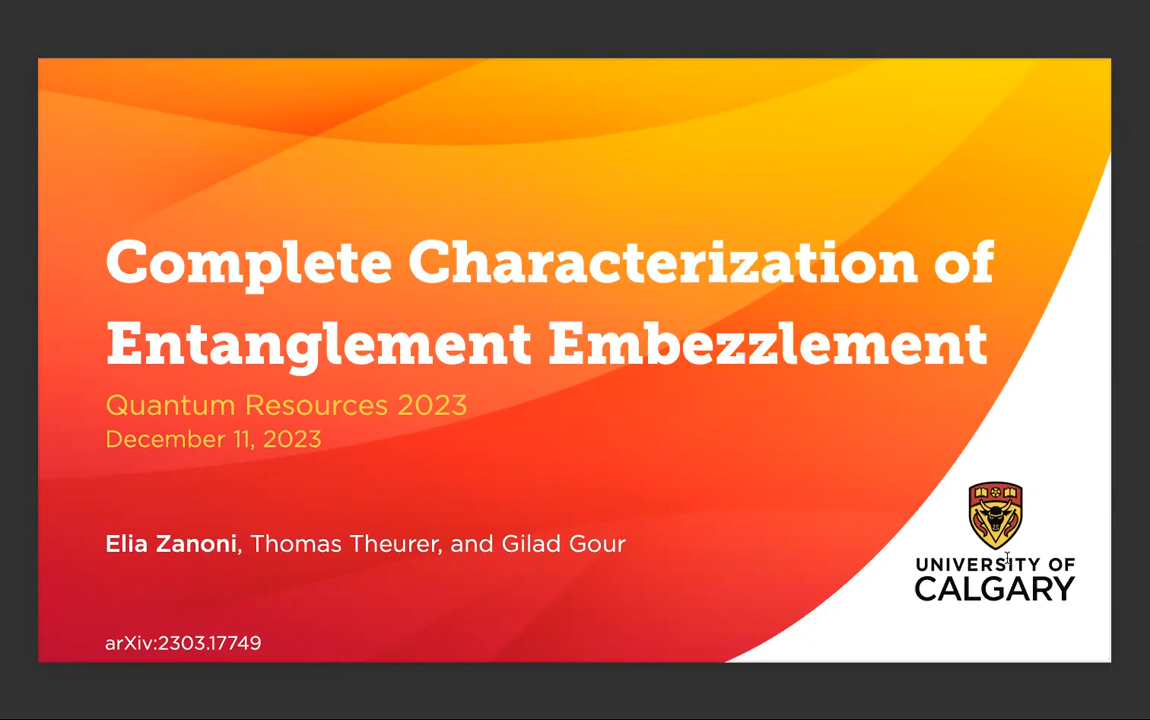 Complete Characterization of
Entanglement Embezzlement
Quantum Resources 2023
December 11, 2023
Elia Zanoni, Thomas Theurer, and Gilad Gour
UNIVERSITY OF
CALGARY
arXiv:2303.17749